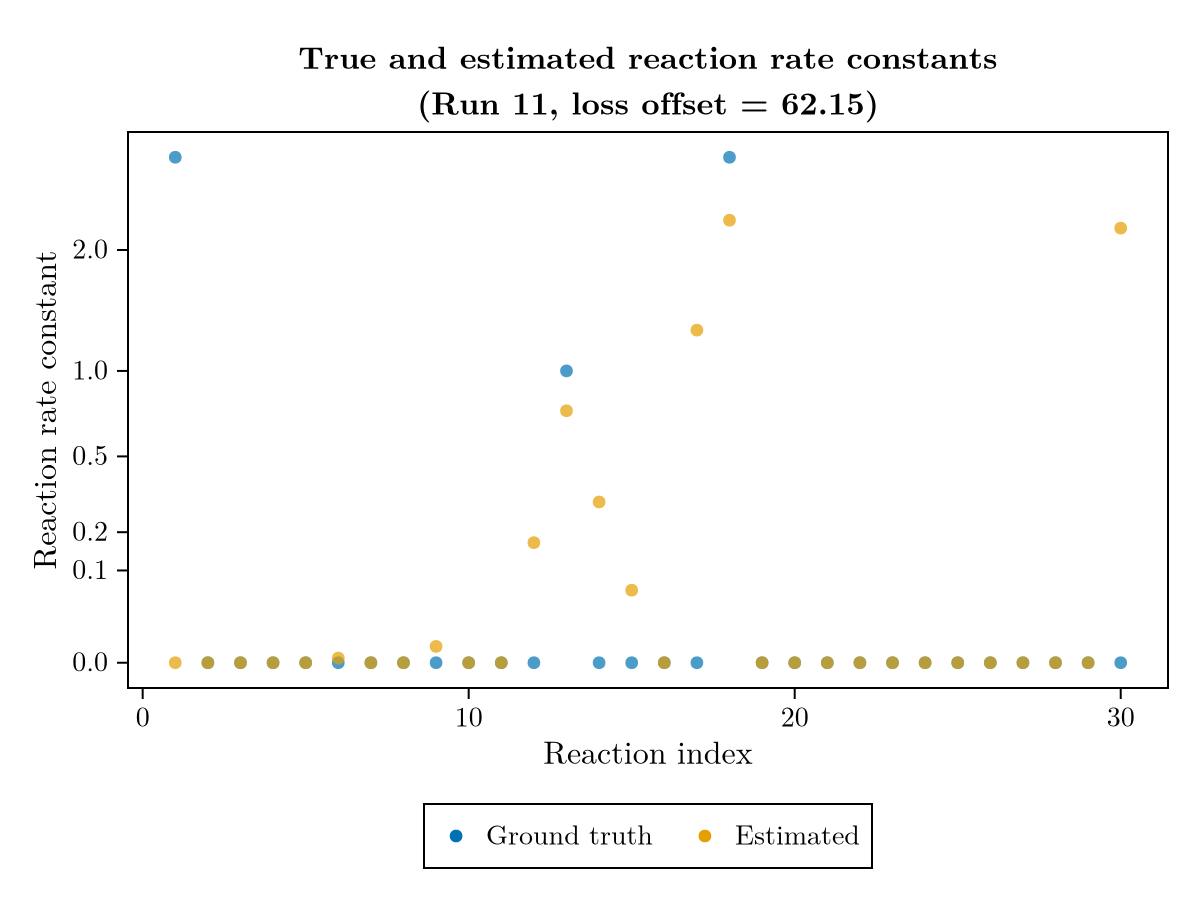 True and estimated reaction rate constants
(Run 11, loss offset = 62.15)
Reaction rate constant
2.0
1.0
0.5
0.2
0.1
0.0
0 10 20 30
Reaction index
Ground truth Estimated